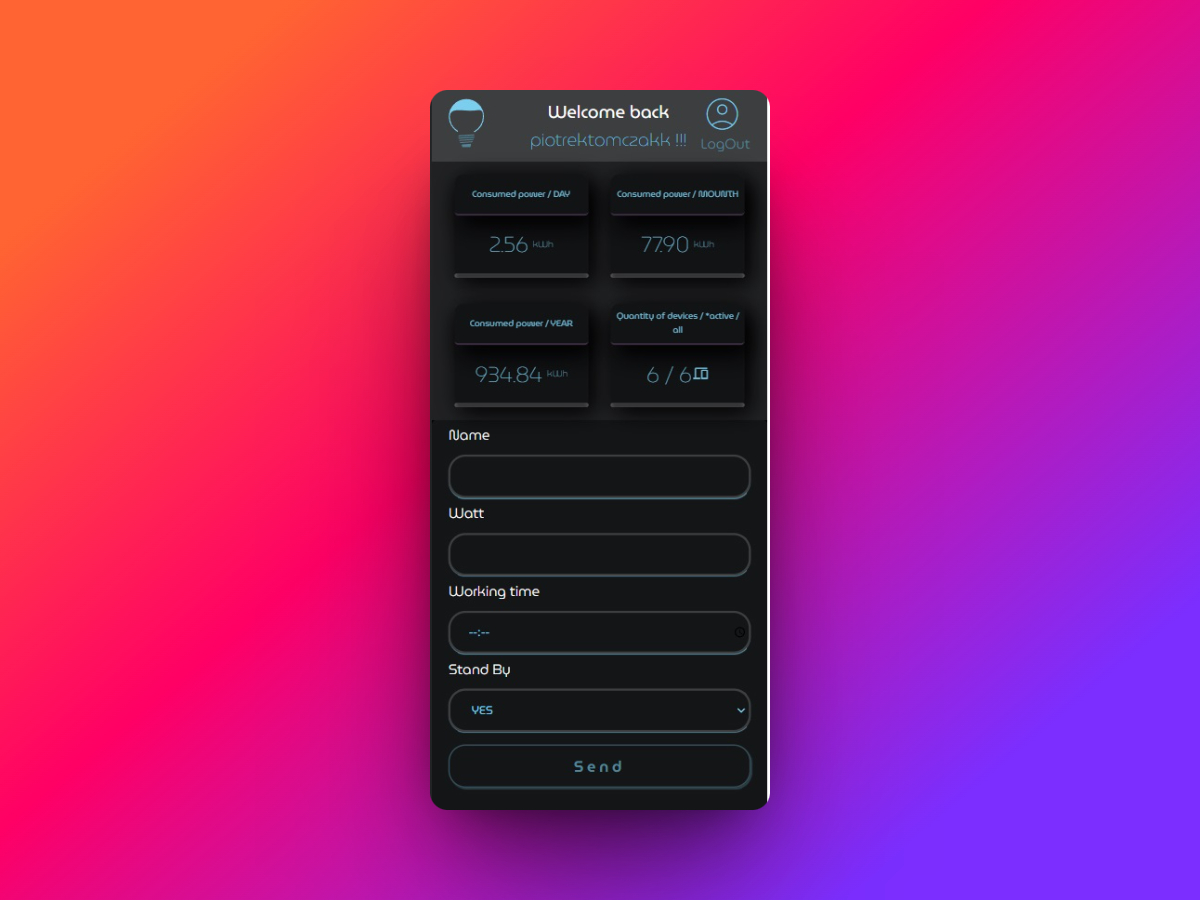 Welcome back
piotrektomczakk !!!
LogOut
Consumed power / DAY
Consumed power / MOUNTH
2.56 kWh
77.90 kWh
Consumed power / YEAR
Quantity of devices / *active /
all
934.84 kWh
6 / 6
Name
Watt
Working time
--:--
Stand By
YES
Send